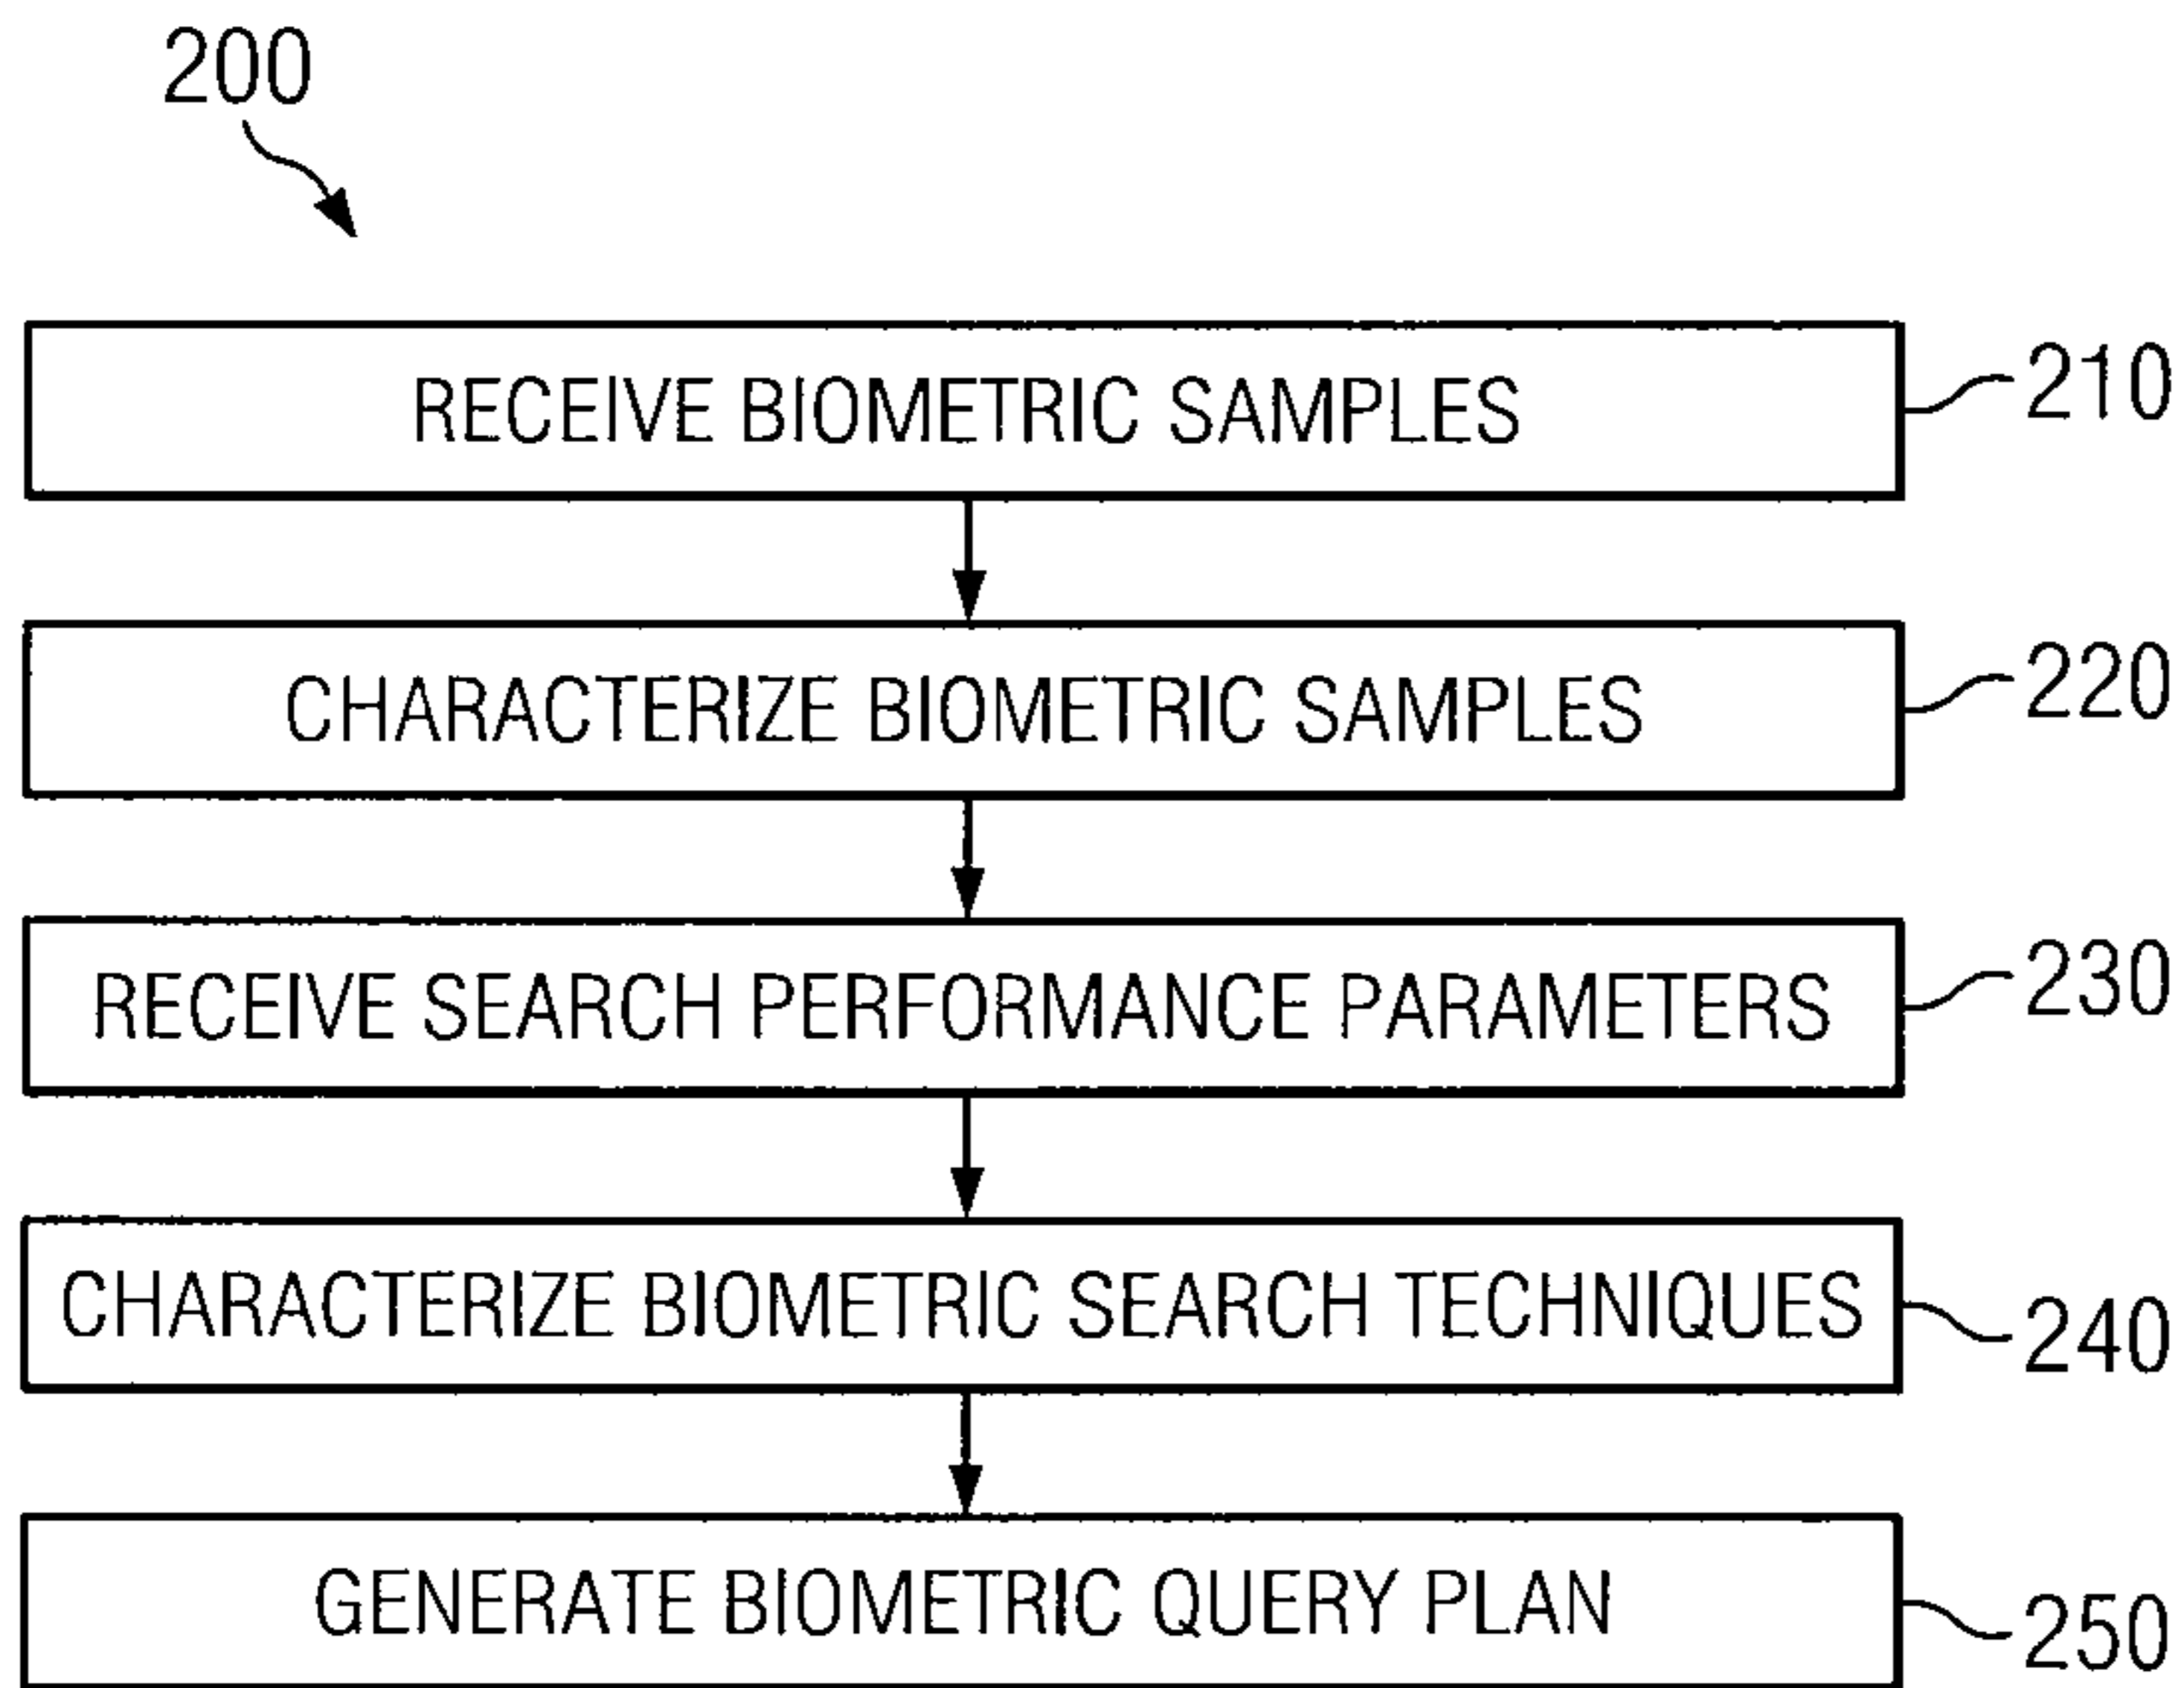 200
RECEIVE BIOMETRIC SAMPLES 210
CHARACTERIZE BIOMETRIC SAMPLES 220
RECEIVE SEARCH PERFORMANCE PARAMETERS 230
CHARACTERIZE BIOMETRIC SEARCH TECHNIQUES 240
GENERATE BIOMETRIC QUERY PLAN 250